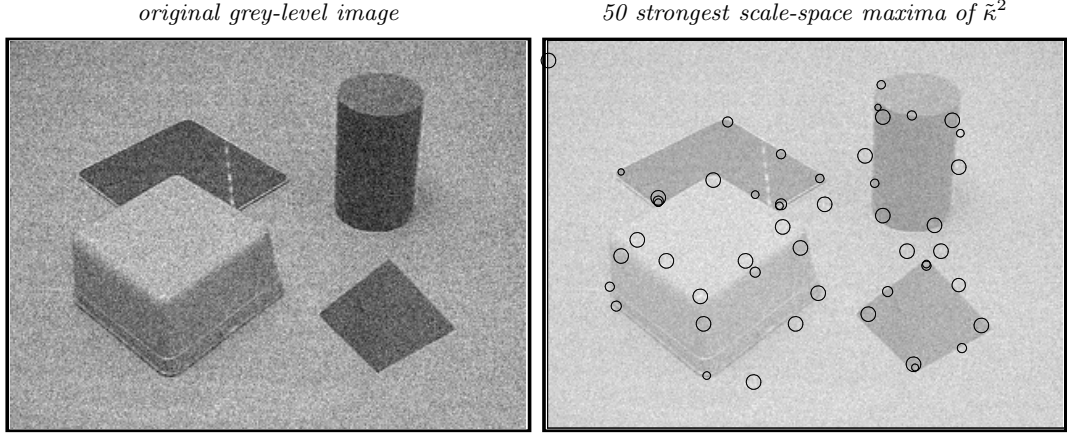 original grey-level image
50 strongest scale-space maxima of κ̃²